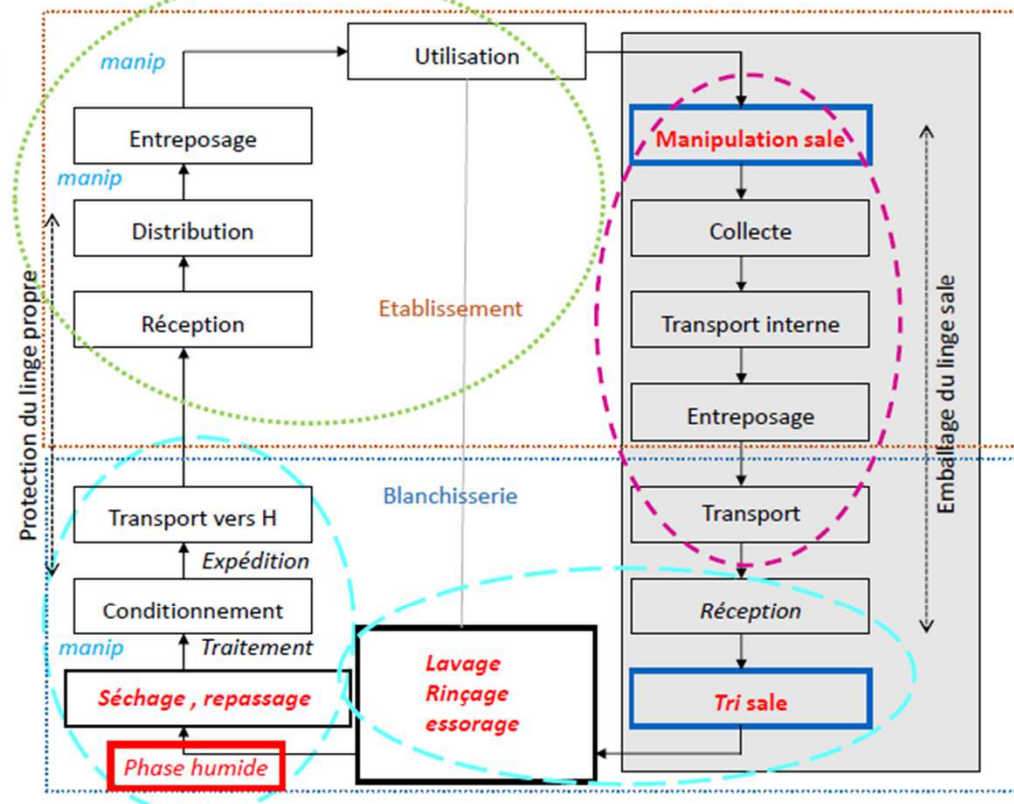 manip
Utilisation
Entreposage
Manipulation sale
manip
Distribution
Collecte
Etablissement
Réception
Transport interne
Entreposage
Protection du linge propre
Emballage du linge sale
Blanchisserie
Transport vers H
Transport
Expédition
Conditionnement
Réception
manip
Traitement
Lavage
Rinçage
essorage
Séchage , repassage
Tri sale
Phase humide